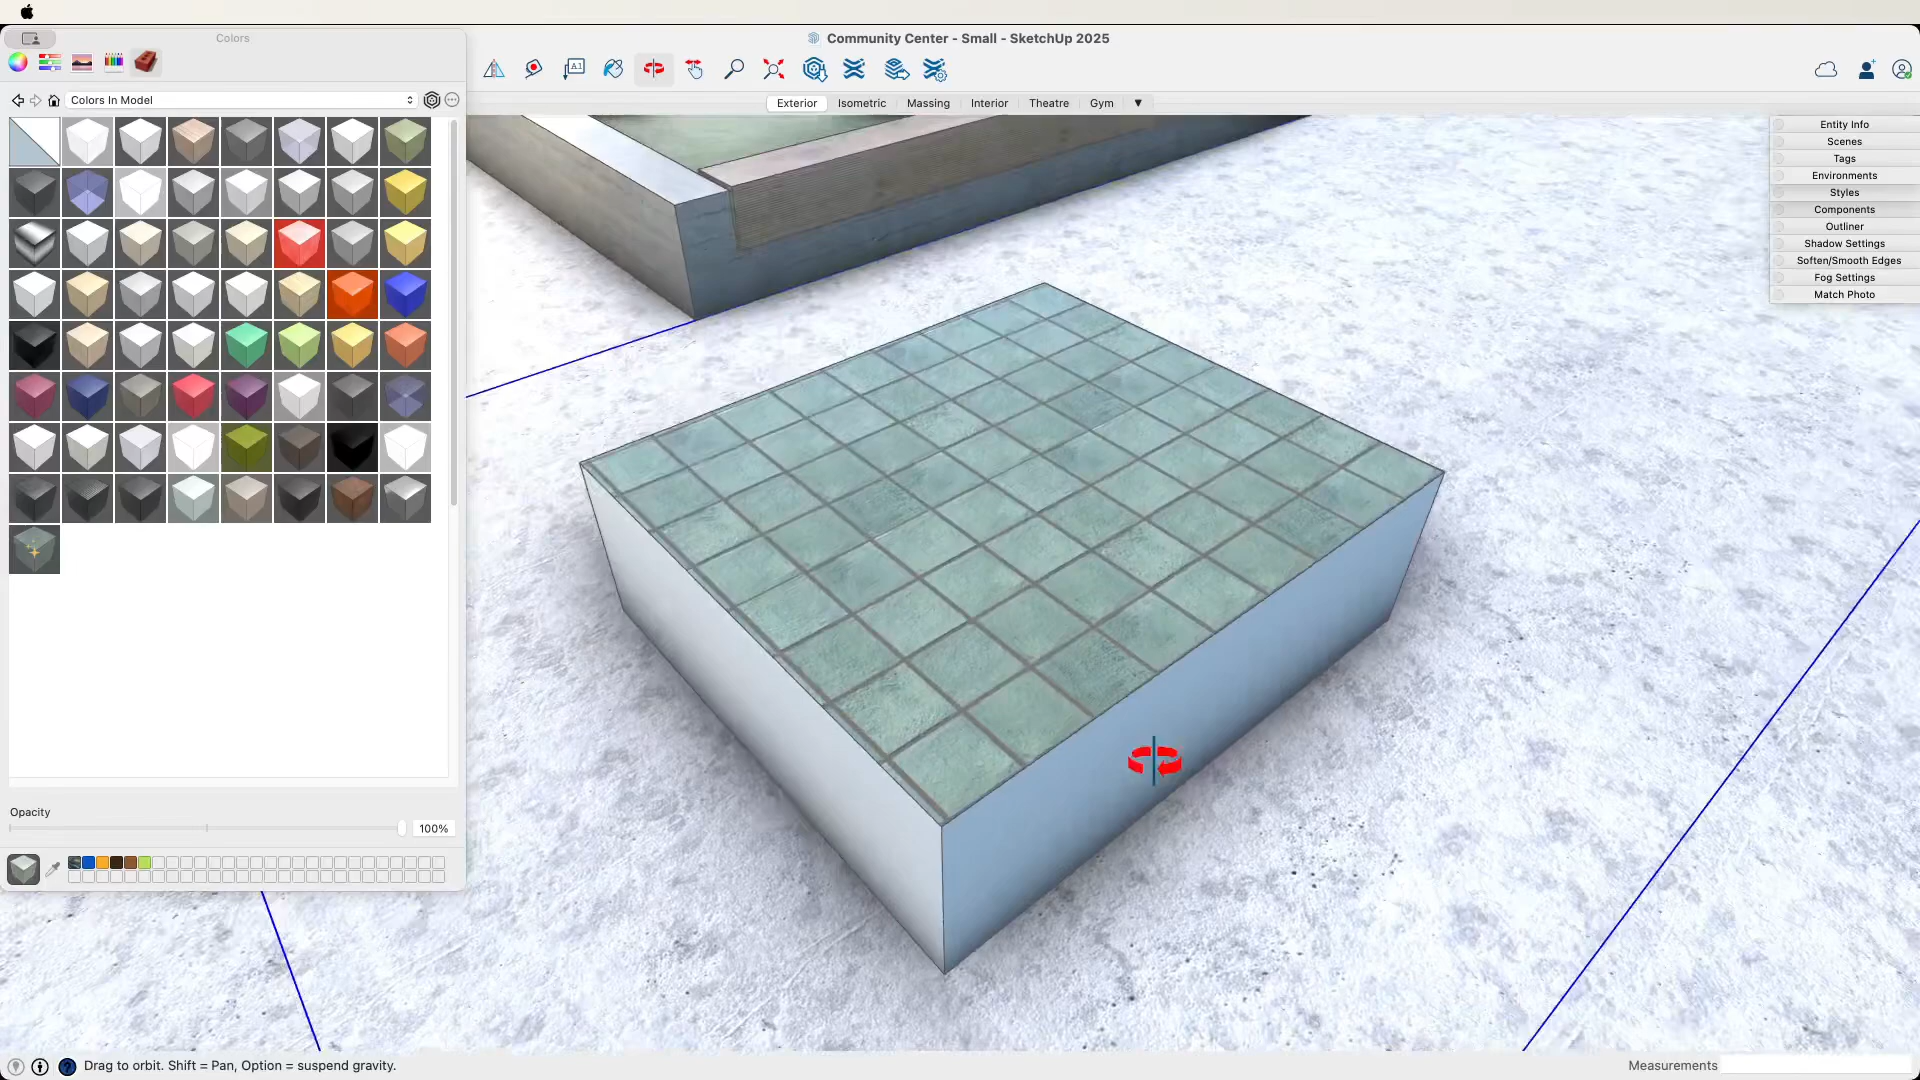 Colors
Community Center - Small - SketchUp 2025
A1
Colors In Model
Exterior
Isometric
Massing
Interior
Theatre
Gym
Entity Info
Scenes
Tags
Environments
Styles
Components
Outliner
Shadow Settings
Soften/Smooth Edges
Fog Settings
Match Photo
Opacity
100%
Drag to orbit. Shift = Pan, Option = suspend gravity.
Measurements